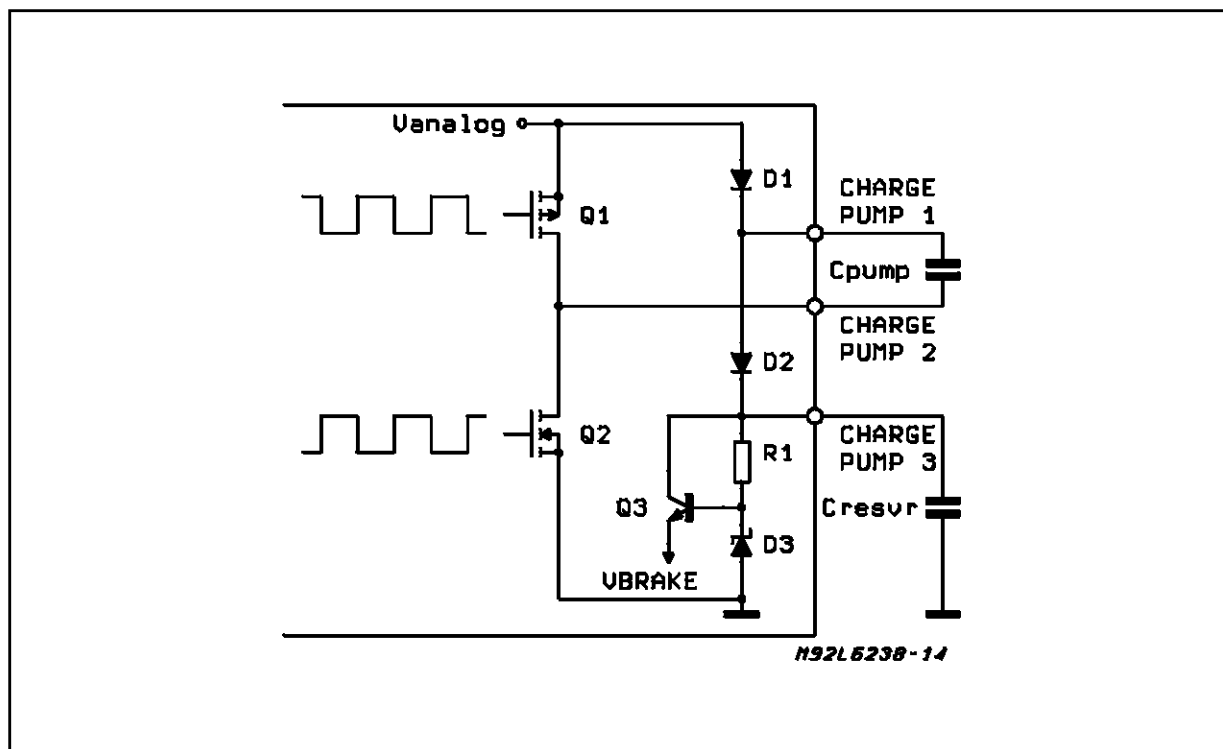 Vanalog
D1
CHARGE
PUMP 1
Q1
Cpump
CHARGE
PUMP 2
D2
Q2
R1
CHARGE
PUMP 3
Q3
Cresvr
D3
VBRAKE
M92L6238-14